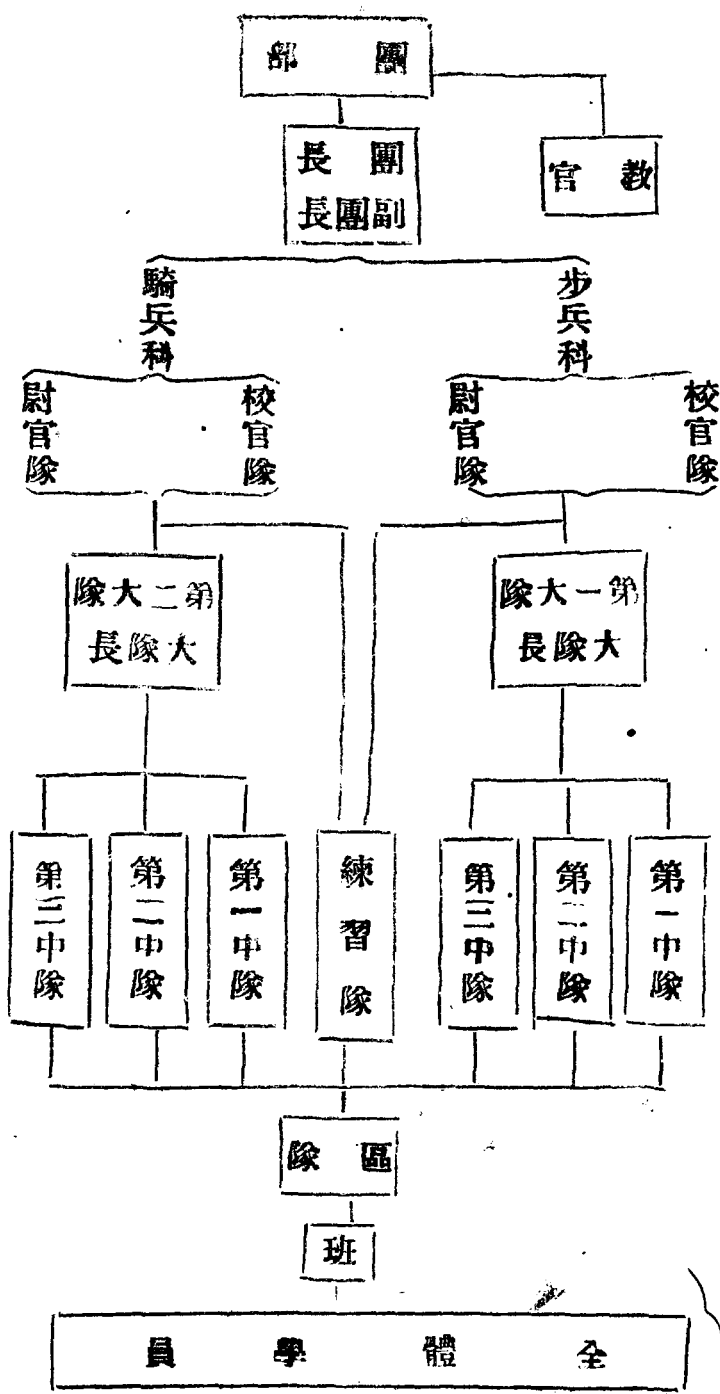 團部
教官
團長
副團長
步兵科
騎兵科
校官隊
尉官隊
校官隊
尉官隊
第一大隊
大隊長
第二大隊
大隊長
第一中隊
第二中隊
第三中隊
練習隊
第一中隊
第二中隊
第三中隊
區隊
班
全體學員